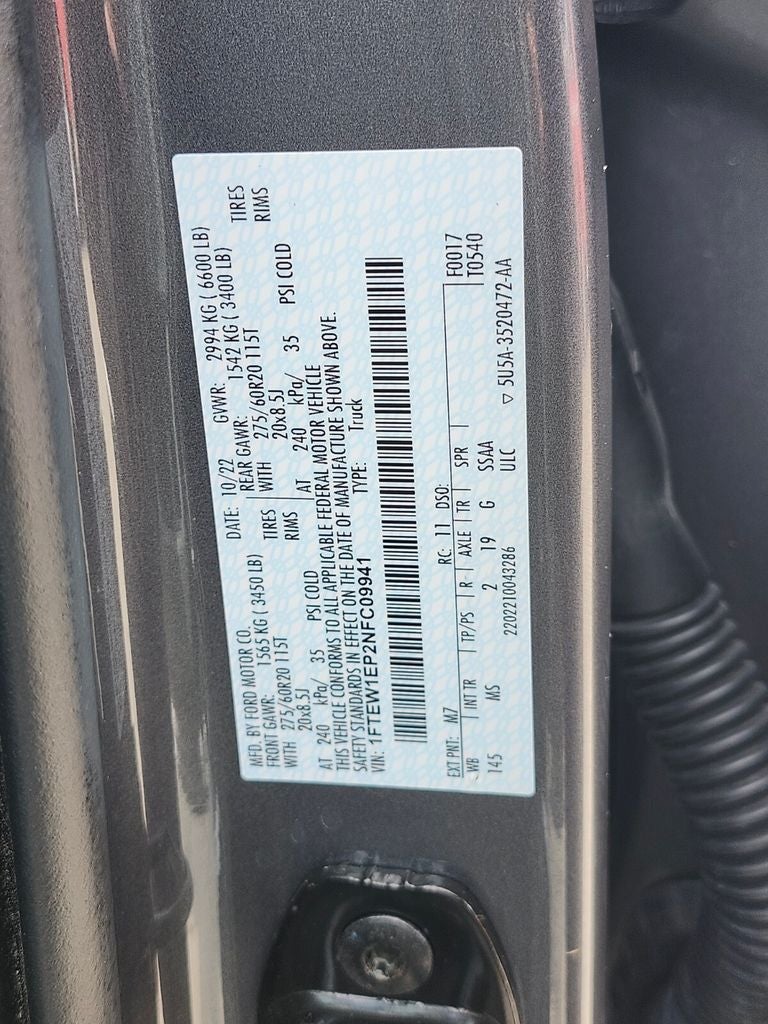 MFD. BY FORD MOTOR CO. DATE: 10/22 GVWR: 2994 KG ( 6600 LB)
FRONT GAWR: 1565 KG ( 3450 LB) REAR GAWR: 1542 KG ( 3400 LB)
WITH 275/60R20 115T TIRES WITH 275/60R20 115T TIRES
20x8.5J RIMS 20x8.5J RIMS
AT 240 kPa/ 35 PSI COLD AT 240 kPa/ 35 PSI COLD
THIS VEHICLE CONFORMS TO ALL APPLICABLE FEDERAL MOTOR VEHICLE
SAFETY STANDARDS IN EFFECT ON THE DATE OF MANUFACTURE SHOWN ABOVE.
VIN: 1FTEW1EP2NFC09941 TYPE: Truck
EXT PNT: M7 RC: 11 DSO: F0017
WB INT TR TP/PS R AXLE TR SPR T0540
145 MS 2 19 G SSAA
2202210043286 ULC ▽ 5U5A-3520472-AA